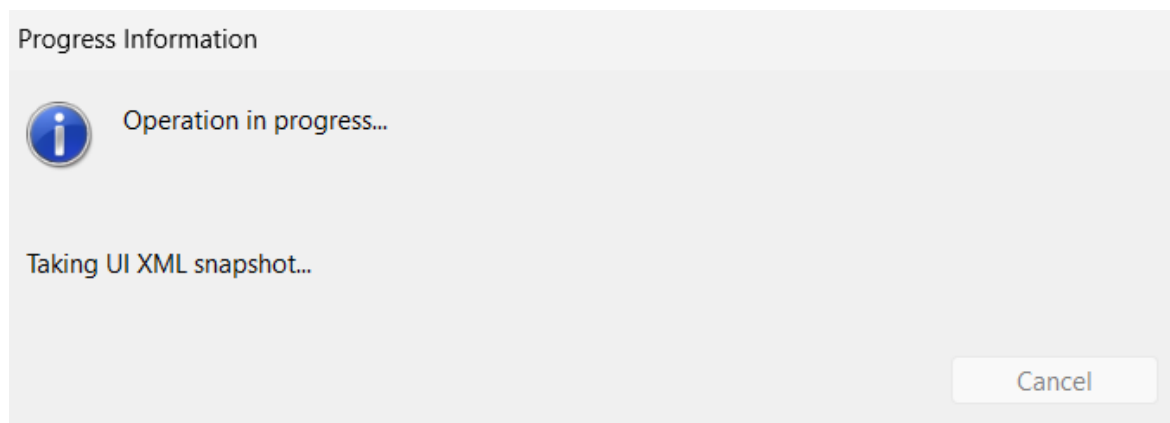 Progress Information
Operation in progress...
Taking UI XML snapshot...
Cancel